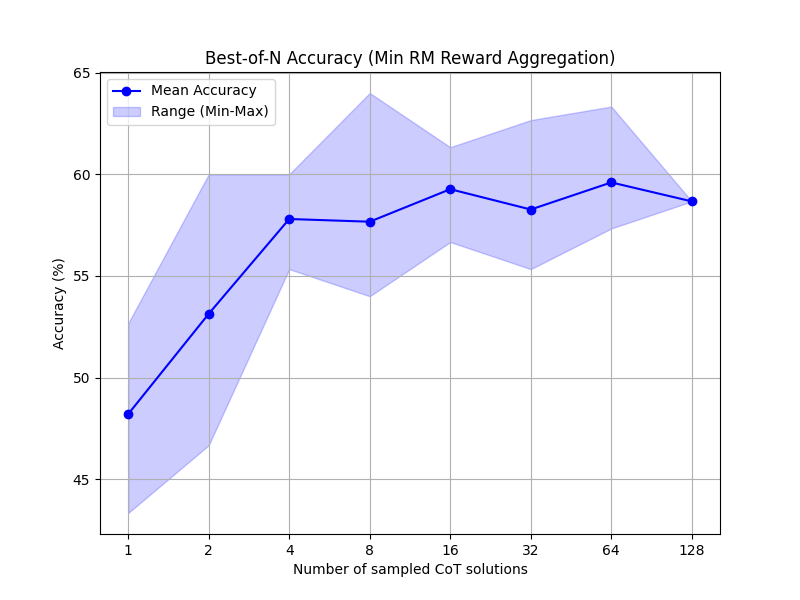 Best-of-N Accuracy (Min RM Reward Aggregation)
Mean Accuracy
Range (Min-Max)
65
60
55
50
45
Accuracy (%)
1 2 4 8 16 32 64 128
Number of sampled CoT solutions